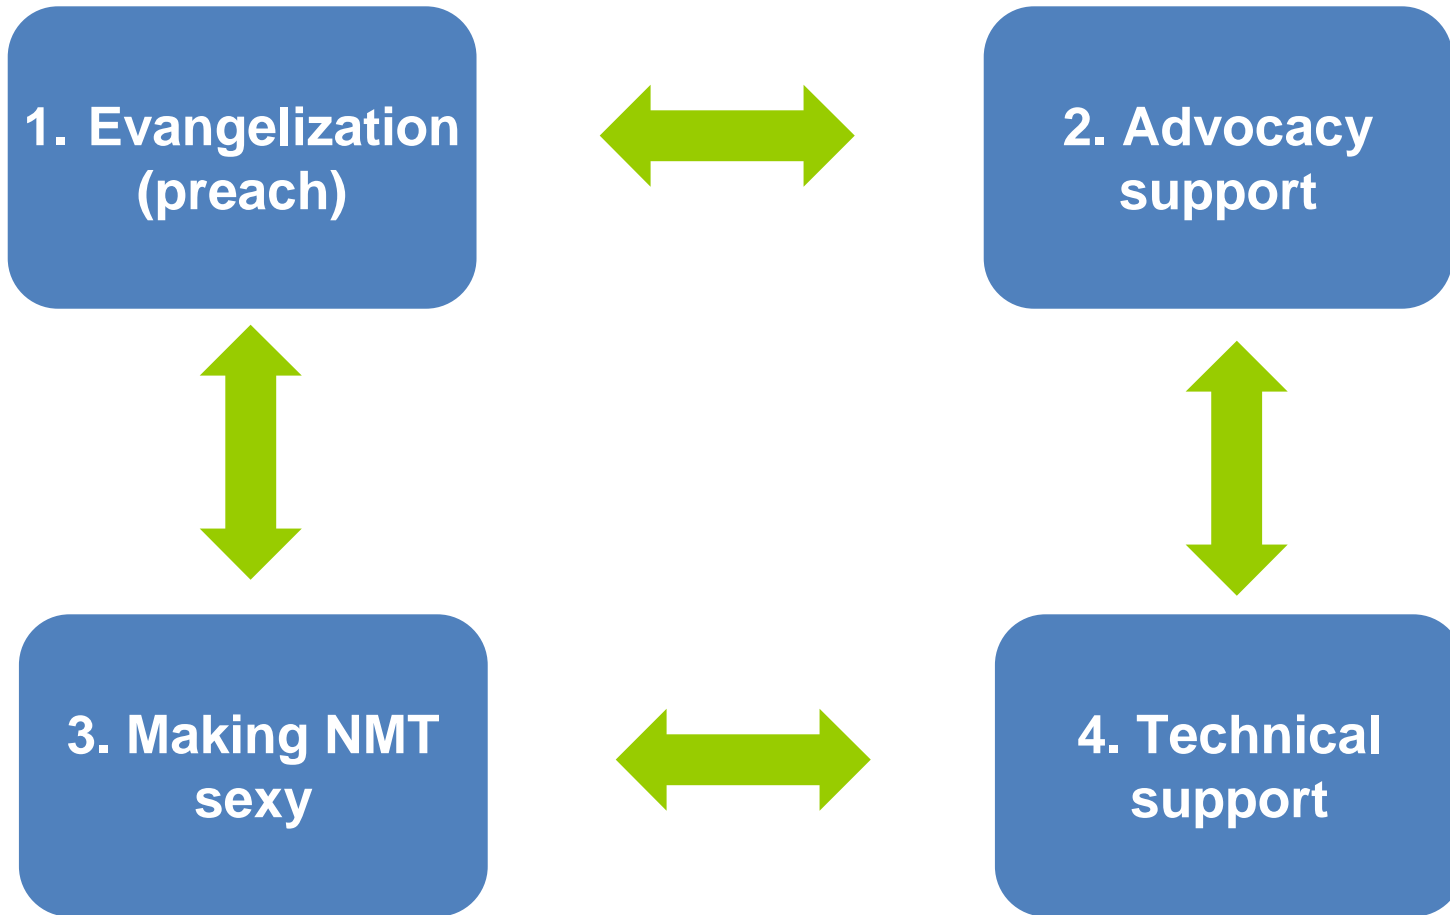 1. Evangelization
(preach)
2. Advocacy
support
3. Making NMT
sexy
4. Technical
support